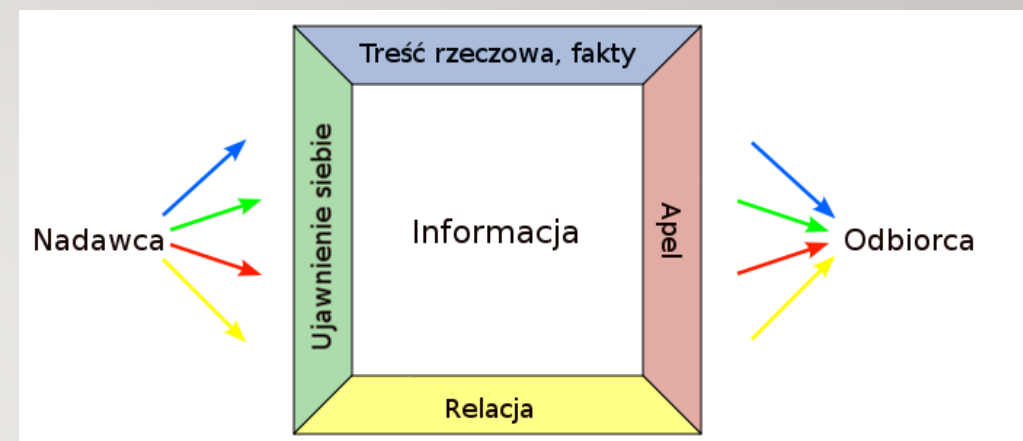 Treść rzeczowa, fakty
Ujawnienie siebie
Nadawca
Informacja
Apel
Odbiorca
Relacja